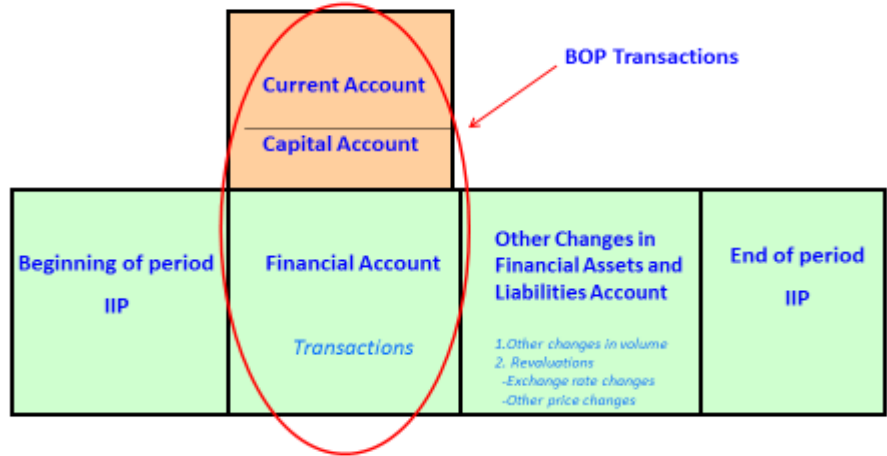 Current Account
BOP Transactions
Capital Account
Beginning of period
IIP
Financial Account
Transactions
Other Changes in
Financial Assets and
Liabilities Account
1.Other changes in volume
2. Revaluations
-Exchange rate changes
-Other price changes
End of period
IIP